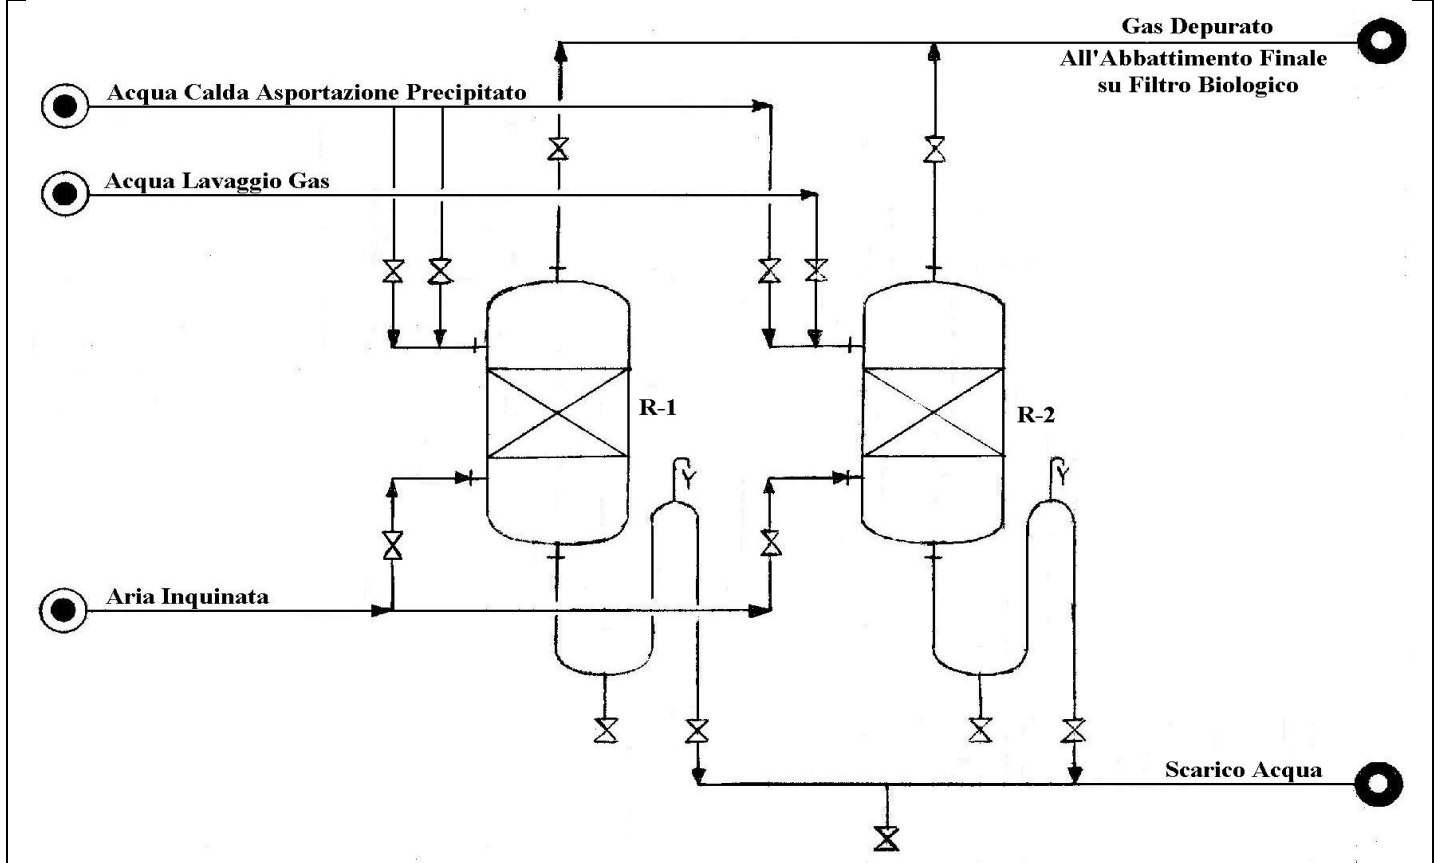 Gas Depurato
All'Abbattimento Finale
su Filtro Biologico
Acqua Calda Asportazione Precipitato
Acqua Lavaggio Gas
R-1
R-2
Aria Inquinata
Scarico Acqua